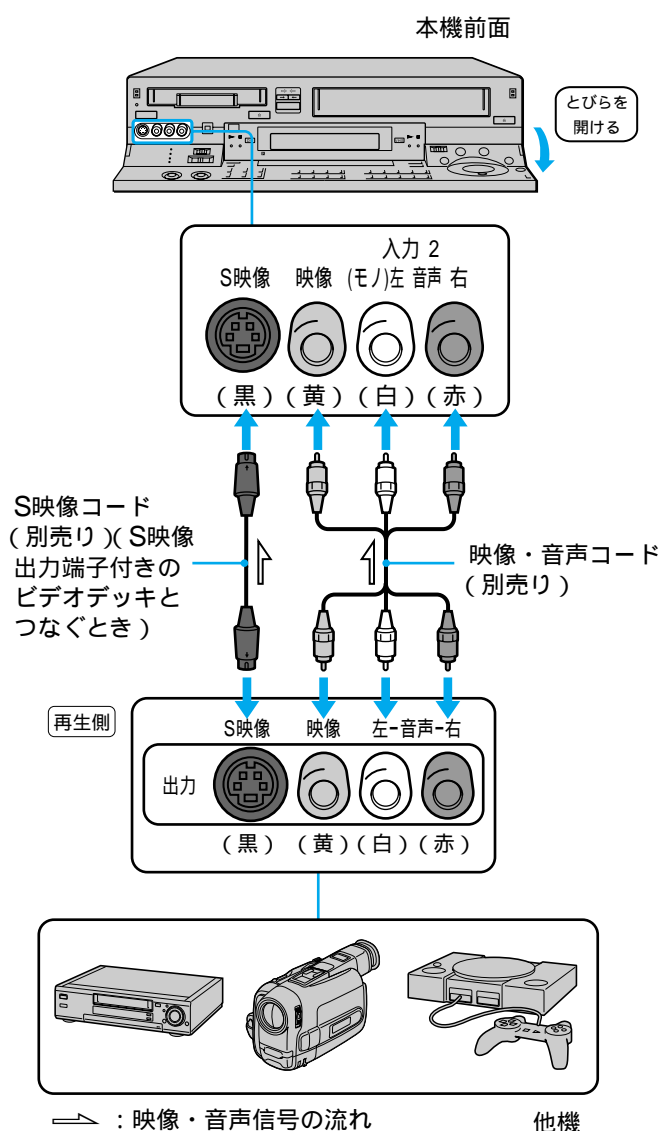 本機前面
とびらを
開ける
入力 2
S映像 映像 (モノ)左 音声 右
(黒)(黄)(白)(赤)
S映像コード
(別売り)(S映像
出力端子付きの
ビデオデッキと
つなぐとき)
映像・音声コード
(別売り)
再生側
S映像 映像 左-音声-右
出力
(黒) (黄)(白)(赤)
:映像・音声信号の流れ
他機